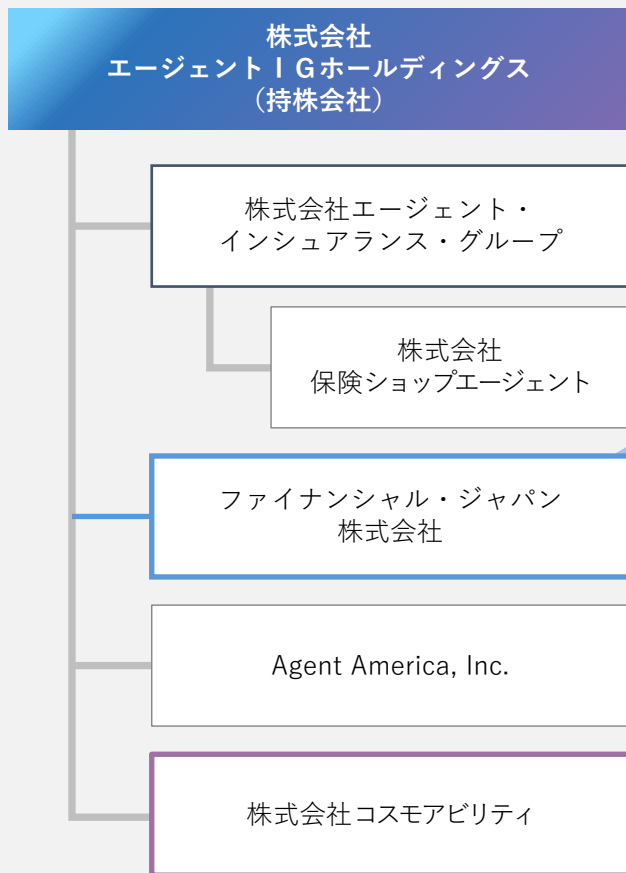 株式会社
エージェントIGホールディングス
（持株会社）
株式会社エージェント・
インシュアランス・グループ
株式会社
保険ショップエージェント
ファイナンシャル・ジャパン
株式会社
Agent America, Inc.
株式会社コスモアビリティ